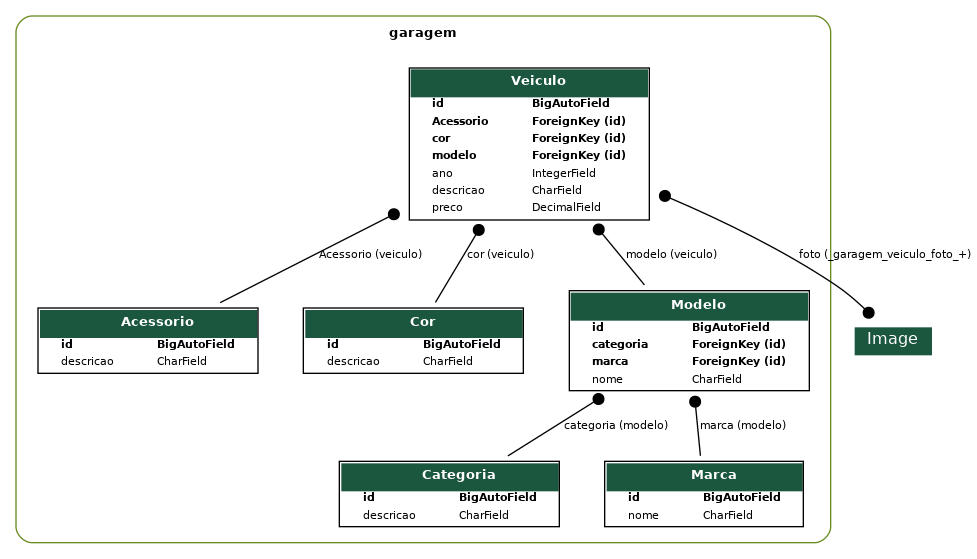 garagem
Veiculo
id BigAutoField
Acessorio ForeignKey (id)
cor ForeignKey (id)
modelo ForeignKey (id)
ano IntegerField
descricao CharField
preco DecimalField
Acessorio (veiculo) cor (veiculo) modelo (veiculo) foto (_garagem_veiculo_foto_+)
Acessorio
id BigAutoField
descricao CharField
Cor
id BigAutoField
descricao CharField
Modelo
id BigAutoField
categoria ForeignKey (id)
marca ForeignKey (id)
nome CharField
Image
categoria (modelo) marca (modelo)
Categoria
id BigAutoField
descricao CharField
Marca
id BigAutoField
nome CharField